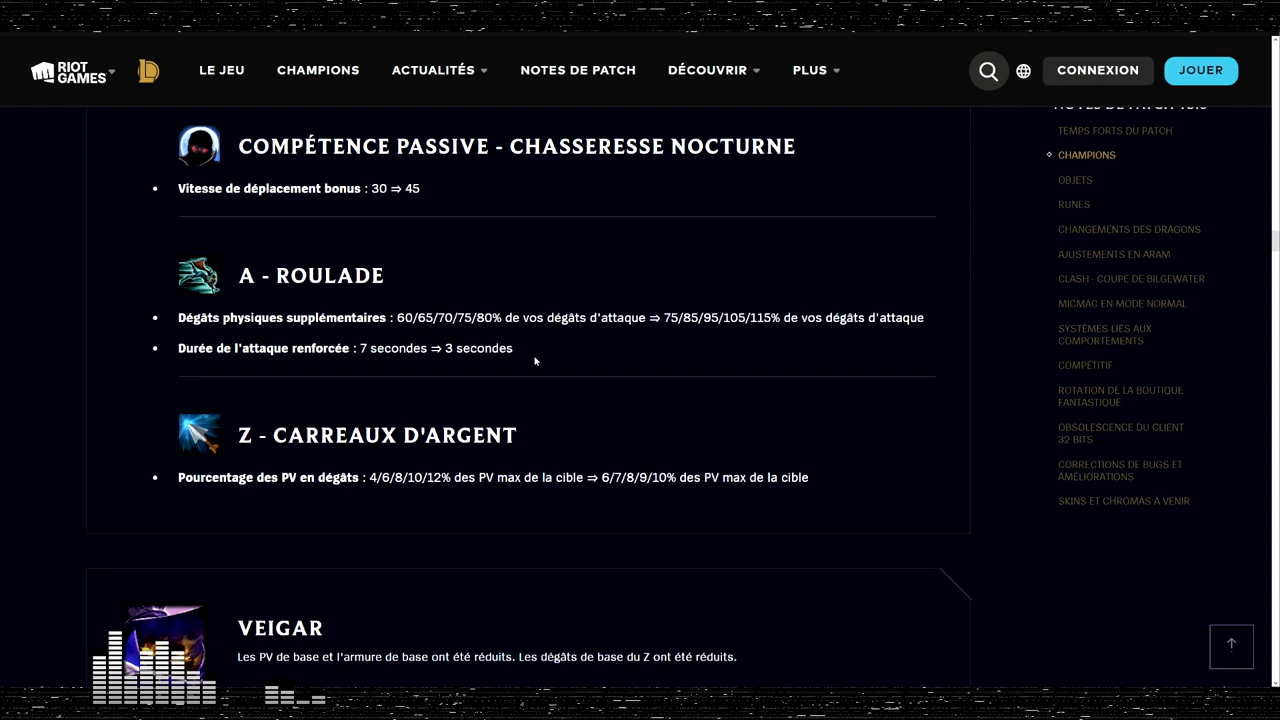 RIOT
GAMES
LE JEU
CHAMPIONS
ACTUALITÉS
NOTES DE PATCH
DÉCOUVRIR
PLUS
CONNEXION
JOUER
COMPÉTENCE PASSIVE - CHASSERESSE NOCTURNE
• Vitesse de déplacement bonus : 30 ⇒ 45
A - ROULADE
• Dégâts physiques supplémentaires : 60/65/70/75/80% de vos dégâts d'attaque ⇒ 75/85/95/105/115% de vos dégâts d'attaque
• Durée de l'attaque renforcée : 7 secondes ⇒ 3 secondes
Z - CARREAUX D'ARGENT
• Pourcentage des PV en dégâts : 4/6/8/10/12% des PV max de la cible ⇒ 6/7/8/9/10% des PV max de la cible
VEIGAR
Les PV de base et l'armure de base ont été réduits. Les dégâts de base du Z ont été réduits.
NOTES DE PATCH
TEMPS FORTS DU PATCH
CHAMPIONS
OBJETS
RUNES
CHANGEMENTS DES DRAGONS
AJUSTEMENTS EN ARAM
CLASH - COUPE DE BILGEWATER
MICMAC EN MODE NORMAL
SYSTÈMES LIÉS AUX
COMPORTEMENTS
COMPÉTITIF
ROTATION DE LA BOUTIQUE
FANTASTIQUE
OBSOLESCENCE DU CLIENT
32 BITS
CORRECTIONS DE BUGS ET
AMÉLIORATIONS
SKINS ET CHROMAS À VENIR